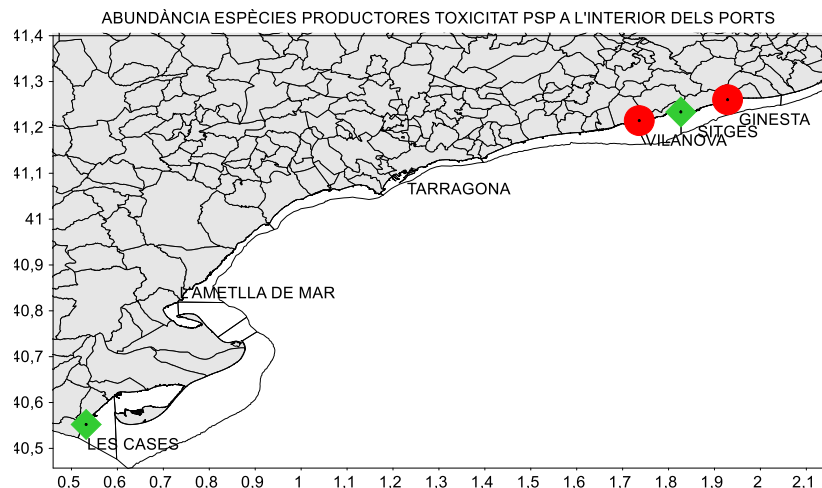 ABUNDÀNCIA ESPÈCIES PRODUCTORES TOXICITAT PSP A L'INTERIOR DELS PORTS
41,4
41,3
41,2
41,1
41
40,9
40,8
40,7
40,6
40,5
GINESTA
SITGES
VILANOVA
TARRAGONA
L'AMETLLA DE MAR
LES CASES
0.5 0.6 0.7 0.8 0.9 1 1.1 1.2 1.3 1.4 1.5 1.6 1.7 1.8 1.9 2 2.1